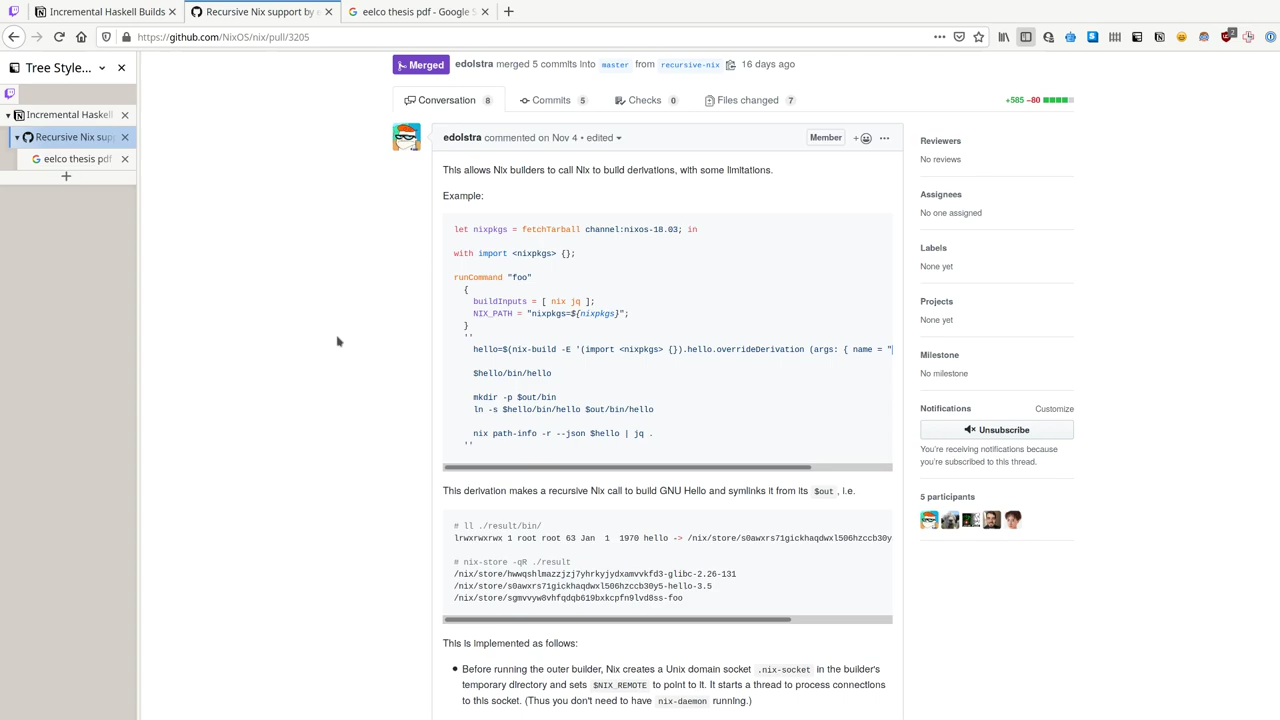 Incremental Haskell Builds
Recursive Nix support by e
eelco thesis pdf - Google S
https://github.com/NixOS/nix/pull/3205
2
Tree Style...
Incremental Haskell
Recursive Nix supp
eelco thesis pdf
Merged
edolstra merged 5 commits into master from recursive-nix 16 days ago
Conversation 8
Commits 5
Checks 0
Files changed 7
+585 −80
edolstra commented on Nov 4 • edited
Member
This allows Nix builders to call Nix to build derivations, with some limitations.
Example:
let nixpkgs = fetchTarball channel:nixos-18.03; in
with import <nixpkgs> {};
runCommand "foo"
{
buildInputs = [ nix jq ];
NIX_PATH = "nixpkgs=${nixpkgs}";
}
''
hello=$(nix-build -E '(import <nixpkgs> {}).hello.overrideDerivation (args: { name = "
$hello/bin/hello
mkdir -p $out/bin
ln -s $hello/bin/hello $out/bin/hello
nix path-info -r --json $hello | jq .
''
This derivation makes a recursive Nix call to build GNU Hello and symlinks it from its $out , i.e.
# ll ./result/bin/
lrwxrwxrwx 1 root root 63 Jan 1 1970 hello -> /nix/store/s0awxrs71gickhaqdwxl506hzccb30y
# nix-store -qR ./result
/nix/store/hwwqshlmazzjzj7yhrkyjydxamvvkfd3-glibc-2.26-131
/nix/store/s0awxrs71gickhaqdwxl506hzccb30y5-hello-3.5
/nix/store/sgmvvyw8vhfqdqb619bxkcpfn9lvd8ss-foo
This is implemented as follows:
• Before running the outer builder, Nix creates a Unix domain socket .nix-socket in the builder's
temporary directory and sets $NIX_REMOTE to point to it. It starts a thread to process connections
to this socket. (Thus you don't need to have nix-daemon running.)
Reviewers
No reviews
Assignees
No one assigned
Labels
None yet
Projects
None yet
Milestone
No milestone
Notifications
Customize
Unsubscribe
You're receiving notifications because
you're subscribed to this thread.
5 participants